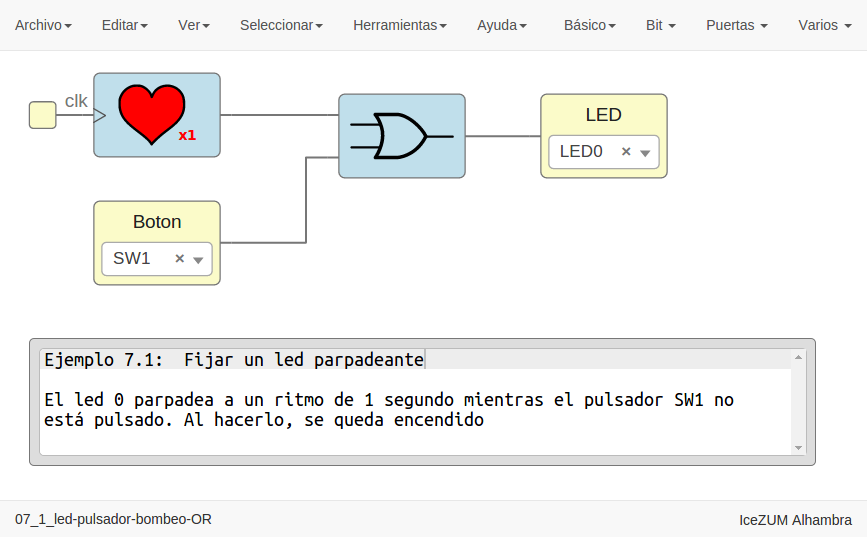 Archivo Editar Ver Seleccionar Herramientas Ayuda Básico Bit Puertas Varios
clk
x1
LED
LED0 ×
Boton
SW1 ×
Ejemplo 7.1:  Fijar un led parpadeante
El led 0 parpadea a un ritmo de 1 segundo mientras el pulsador SW1 no
está pulsado. Al hacerlo, se queda encendido
07_1_led-pulsador-bombeo-OR IceZUM Alhambra